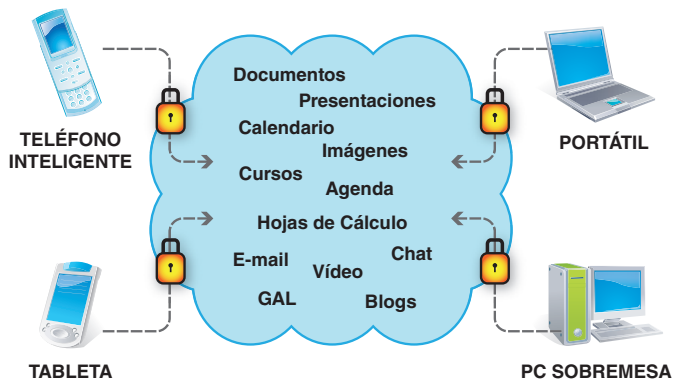 Documentos
Presentaciones
Calendario
Imágenes
Cursos
Agenda
Hojas de Cálculo
E-mail
Chat
Vídeo
GAL
Blogs
TELÉFONO
INTELIGENTE
PORTÁTIL
TABLETA
PC SOBREMESA